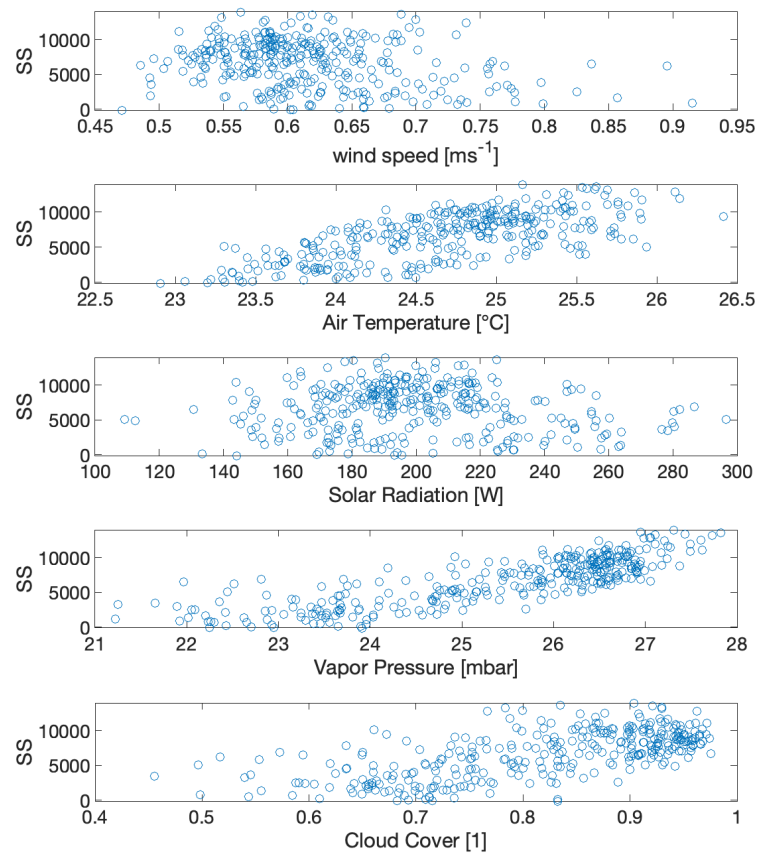 SS
10000
5000
0
0.45 0.5 0.55 0.6 0.65 0.7 0.75 0.8 0.85 0.9 0.95
wind speed [ms⁻¹]
SS
10000
5000
0
22.5 23 23.5 24 24.5 25 25.5 26 26.5
Air Temperature [°C]
SS
10000
5000
0
100 120 140 160 180 200 220 240 260 280 300
Solar Radiation [W]
SS
10000
5000
0
21 22 23 24 25 26 27 28
Vapor Pressure [mbar]
SS
10000
5000
0
0.4 0.5 0.6 0.7 0.8 0.9 1
Cloud Cover [1]